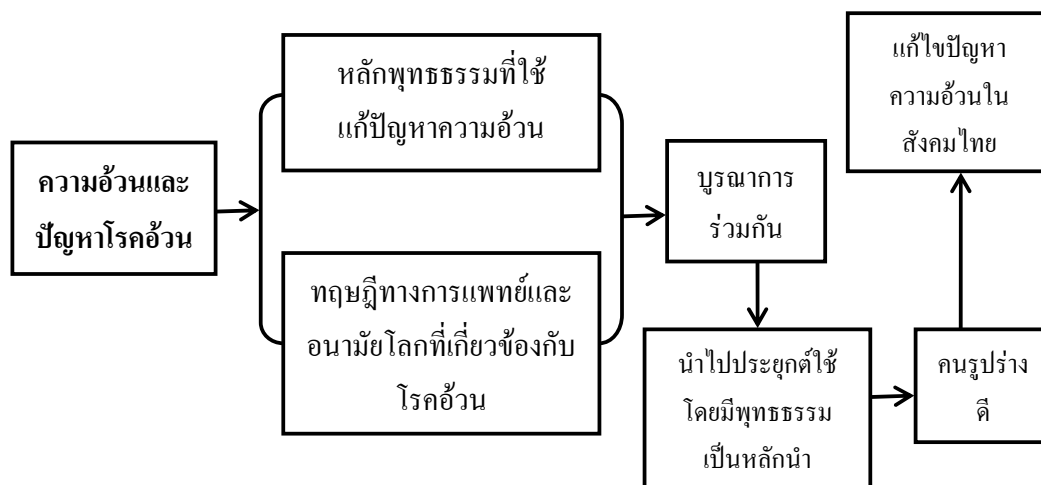 ความอ้วนและ
ปัญหาโรคอ้วน
หลักพุทธธรรมที่ใช้
แก้ปัญหาความอ้วน
ทฤษฎีทางการแพทย์และ
อนามัยโลกที่เกี่ยวข้องกับ
โรคอ้วน
บูรณาการ
ร่วมกัน
นำไปประยุกต์ใช้
โดยมีพุทธธรรม
เป็นหลักนำ
คนรูปร่าง
ดี
แก้ไขปัญหา
ความอ้วนใน
สังคมไทย